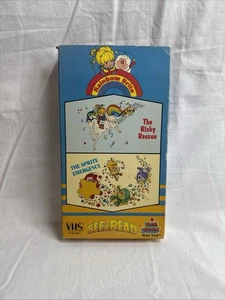 Rainbow Brite
The Risky
Rescue
THE SPRITE
EMERGENCY
VHS
SEE N READ